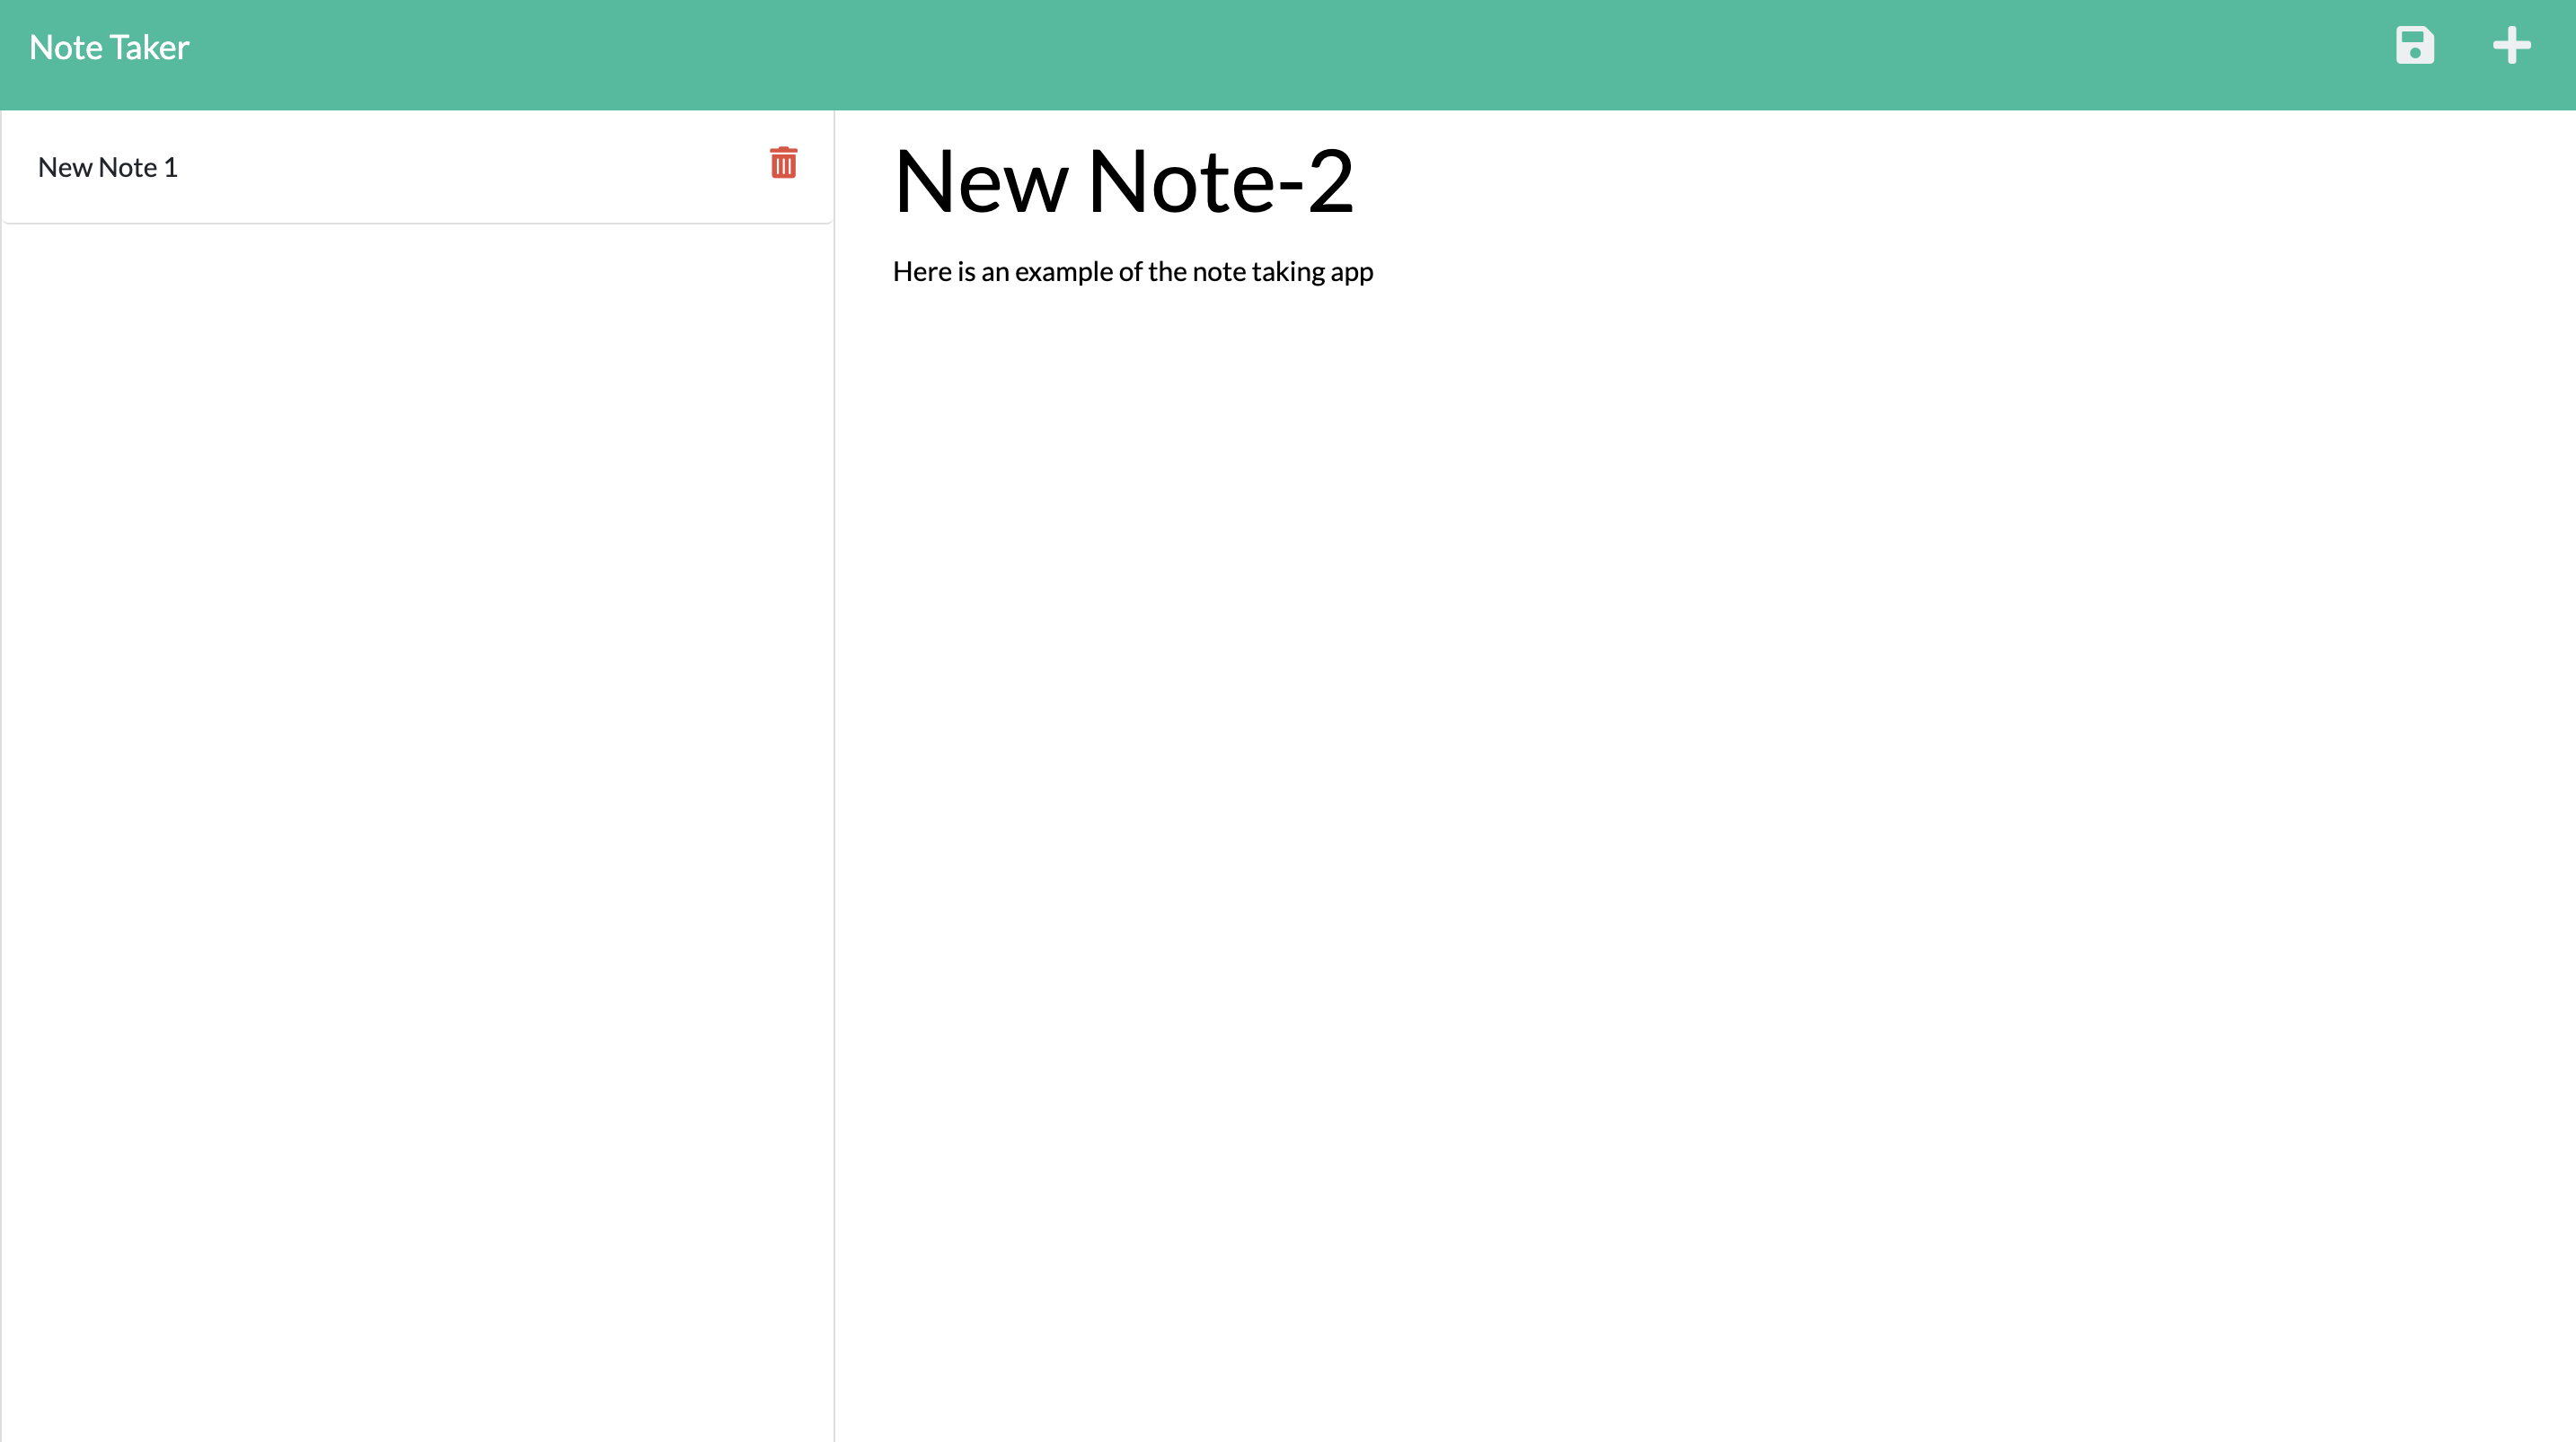 Note Taker
New Note 1
New Note-2
Here is an example of the note taking app